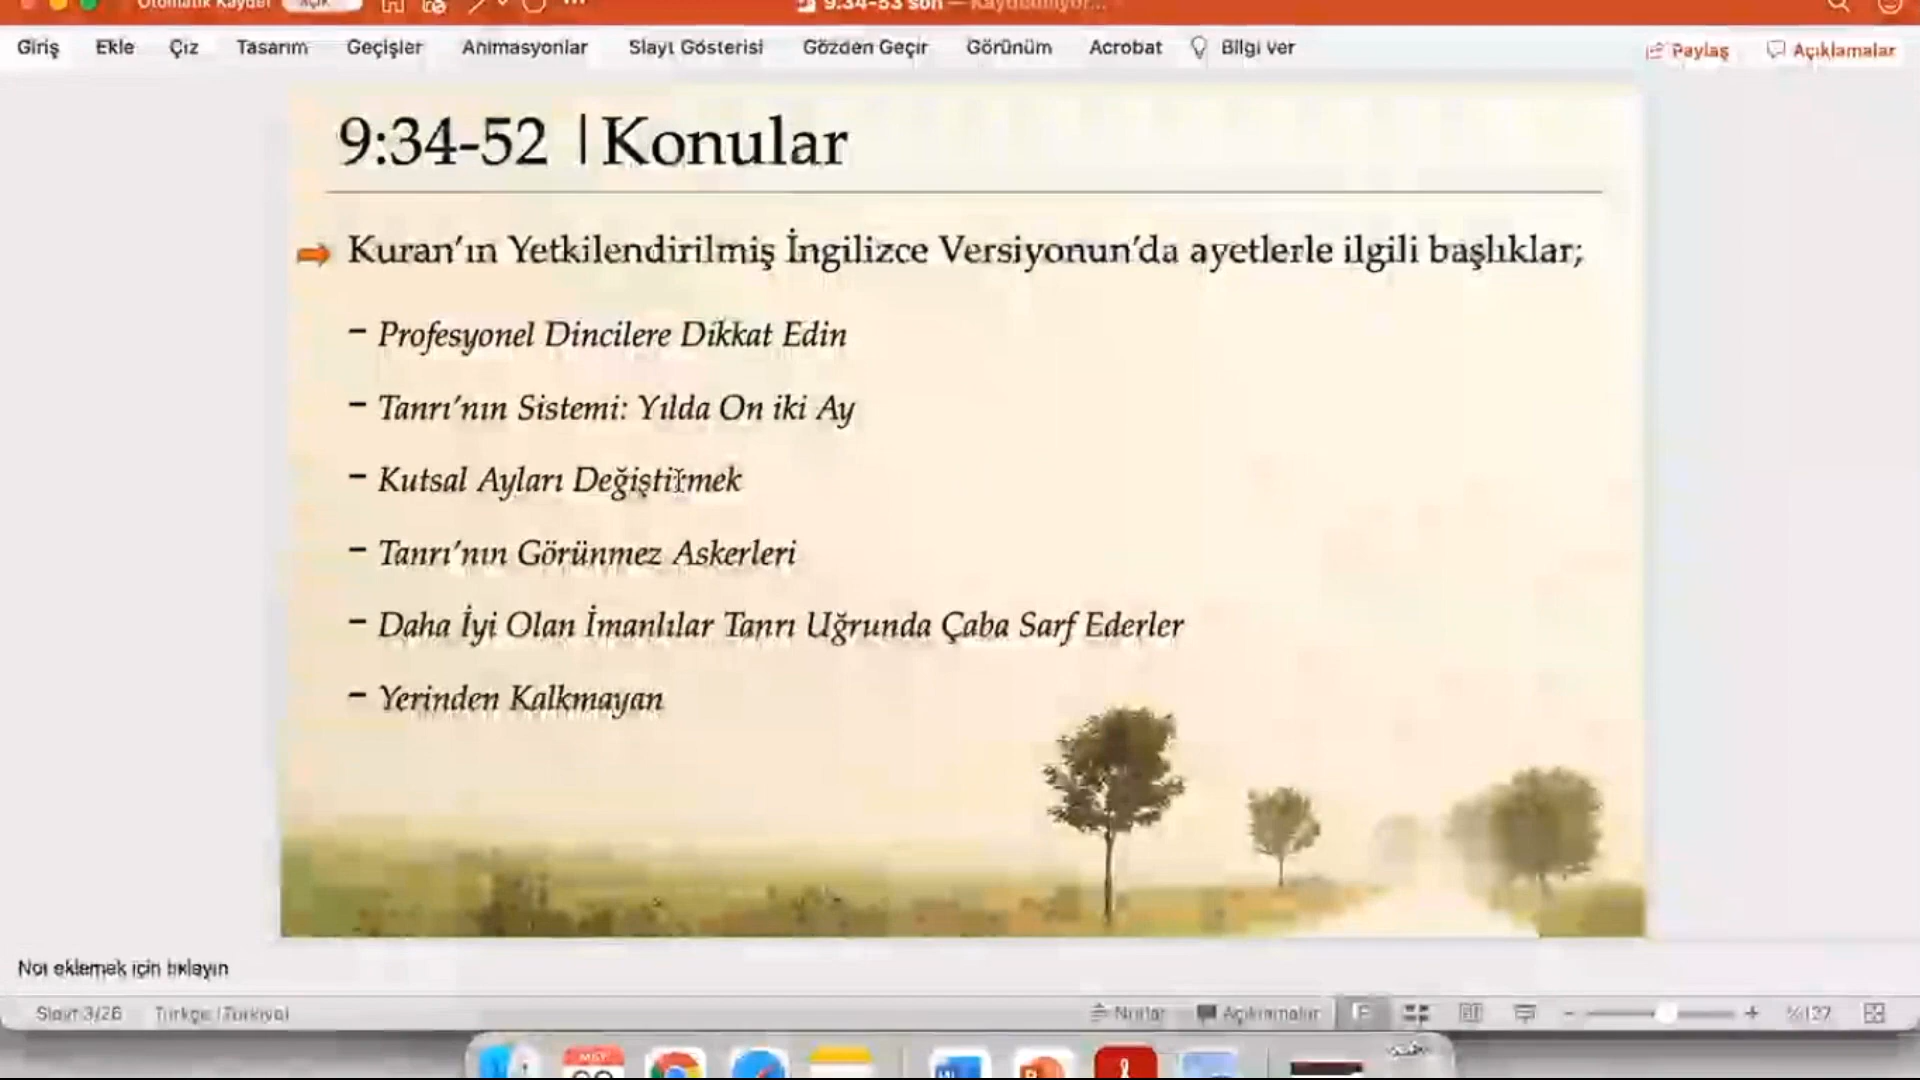 Otomatik Kaydet Açık
9:34-53 son — Kaydediliyor...
Giriş Ekle Çiz Tasarım Geçişler Animasyonlar Slayt Gösterisi Gözden Geçir Görünüm Acrobat Bilgi ver Paylaş Açıklamalar
9:34-52 | Konular
Kuran’ın Yetkilendirilmiş İngilizce Versiyonun’da ayetlerle ilgili başlıklar;
– Profesyonel Dincilere Dikkat Edin
– Tanrı’nın Sistemi: Yılda On iki Ay
– Kutsal Ayları Değiştirmek
– Tanrı’nın Görünmez Askerleri
– Daha İyi Olan İmanlılar Tanrı Uğrunda Çaba Sarf Ederler
– Yerinden Kalkmayan
Not eklemek için tıklayın
Slayt 3/26 Türkçe (Türkiye) Notlar Açıklamalar %137